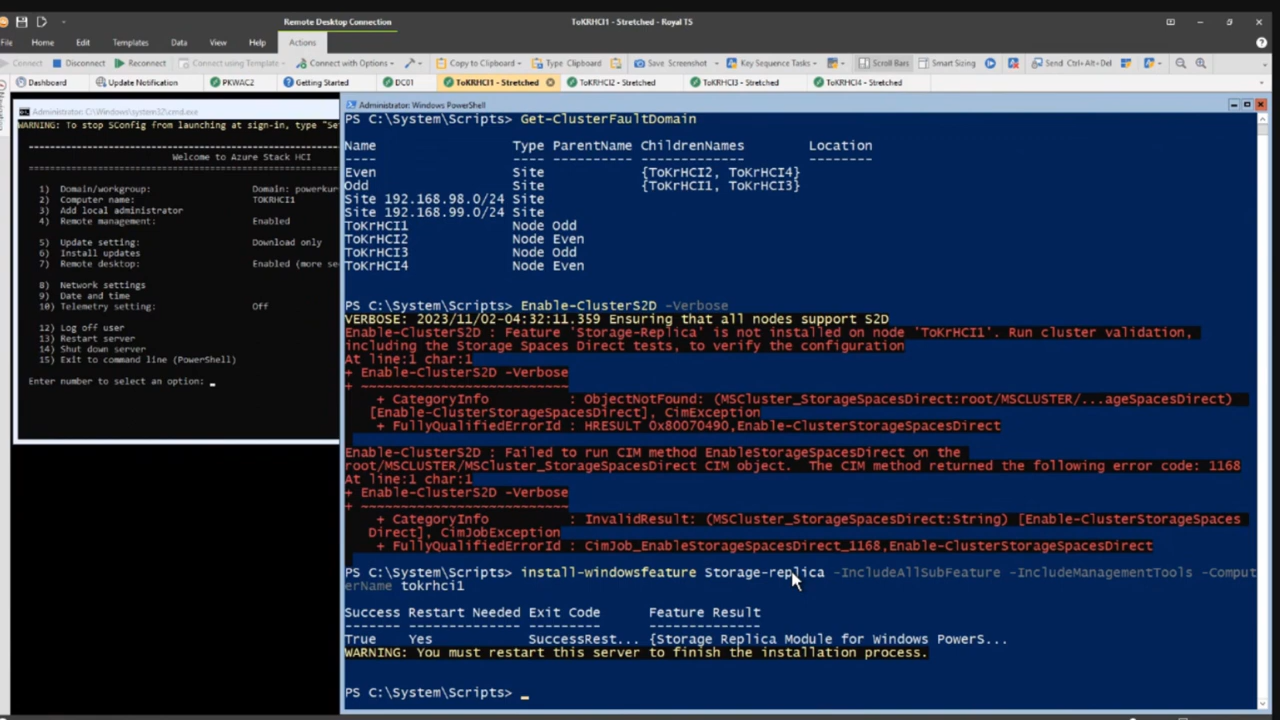 Remote Desktop Connection
ToKRHCI1 - Stretched - Royal TS
File Home Edit Templates Data View Help Actions
Connect Disconnect Reconnect Connect using Template Connect with Options Copy to Clipboard Type Clipboard Save Screenshot Key Sequence Tasks Scroll Bars Smart Sizing Send Ctrl+Alt+Del
Dashboard Update Notification PKWAC2 Getting Started DC01 ToKRHCI1 - Stretched ToKRHCI2 - Stretched ToKRHCI3 - Stretched ToKRHCI4 - Stretched
Administrator: C:\Windows\system32\cmd.exe
WARNING: To stop SConfig from launching at sign-in, type "Se
Welcome to Azure Stack HCI
1) Domain/workgroup: Domain: powerkur
2) Computer name: TOKRHCI1
3) Add local administrator
4) Remote management: Enabled
5) Update setting: Download only
6) Install updates
7) Remote desktop: Enabled (more se
8) Network settings
9) Date and time
10) Telemetry setting: Off
12) Log off user
13) Restart server
14) Shut down server
15) Exit to command line (PowerShell)
Enter number to select an option: _
Administrator: Windows PowerShell
PS C:\System\Scripts> Get-ClusterFaultDomain
Name Type ParentName ChildrenNames Location
---- ---- ---------- ------------- --------
Even Site {ToKrHCI2, ToKrHCI4}
Odd Site {ToKrHCI1, ToKrHCI3}
Site 192.168.98.0/24 Site
Site 192.168.99.0/24 Site
ToKrHCI1 Node Odd
ToKrHCI2 Node Even
ToKrHCI3 Node Odd
ToKrHCI4 Node Even
PS C:\System\Scripts> Enable-ClusterS2D -Verbose
VERBOSE: 2023/11/02-04:32:11.359 Ensuring that all nodes support S2D
Enable-ClusterS2D : Feature 'Storage-Replica' is not installed on node 'ToKrHCI1'. Run cluster validation,
including the Storage Spaces Direct tests, to verify the configuration
At line:1 char:1
+ Enable-ClusterS2D -Verbose
+ ~~~~~~~~~~~~~~~~~~~~~~~~~~
+ CategoryInfo : ObjectNotFound: (MSCluster_StorageSpacesDirect:root/MSCLUSTER/...ageSpacesDirect)
[Enable-ClusterStorageSpacesDirect], CimException
+ FullyQualifiedErrorId : HRESULT 0x80070490,Enable-ClusterStorageSpacesDirect
Enable-ClusterS2D : Failed to run CIM method EnableStorageSpacesDirect on the
root/MSCLUSTER/MSCluster_StorageSpacesDirect CIM object. The CIM method returned the following error code: 1168
At line:1 char:1
+ Enable-ClusterS2D -Verbose
+ ~~~~~~~~~~~~~~~~~~~~~~~~~~
+ CategoryInfo : InvalidResult: (MSCluster_StorageSpacesDirect:String) [Enable-ClusterStorageSpaces
Direct], CimJobException
+ FullyQualifiedErrorId : CimJob_EnableStorageSpacesDirect_1168,Enable-ClusterStorageSpacesDirect
PS C:\System\Scripts> install-windowsfeature Storage-replica -IncludeAllSubFeature -IncludeManagementTools -Comput
erName tokrhci1
Success Restart Needed Exit Code Feature Result
------- -------------- --------- --------------
True Yes SuccessRest... {Storage Replica Module for Windows PowerS...
WARNING: You must restart this server to finish the installation process.
PS C:\System\Scripts> _